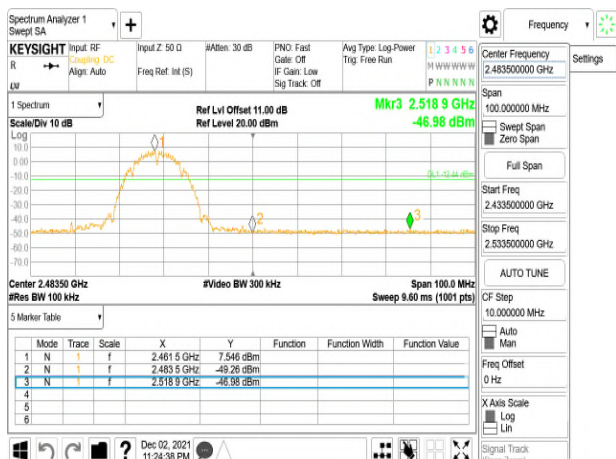 Spectrum Analyzer 1
Swept SA
+
Frequency
KEYSIGHT
Input: RF
Coupling: DC
Align: Auto
Input Z: 50 Ω
Freq Ref: Int (S)
#Atten: 30 dB
PNO: Fast
Gate: Off
IF Gain: Low
Sig Track: Off
Avg Type: Log-Power
Trig: Free Run
1 2 3 4 5 6
M W W W W W
P N N N N N
R
LXI
1 Spectrum
Scale/Div 10 dB
Ref Lvl Offset 11.00 dB
Ref Level 20.00 dBm
Mkr3 2.518 9 GHz
-46.98 dBm
Log
10.0
0.00
-10.0
-20.0
-30.0
-40.0
-50.0
-60.0
-70.0
1
2
3
DL1 -12.44 dBm
Center 2.48350 GHz
#Res BW 100 kHz
#Video BW 300 kHz
Span 100.0 MHz
Sweep 9.60 ms (1001 pts)
5 Marker Table
Mode Trace Scale X Y Function Function Width Function Value
1 N 1 f 2.461 5 GHz 7.546 dBm
2 N 1 f 2.483 5 GHz -49.26 dBm
3 N 1 f 2.518 9 GHz -46.98 dBm
4
5
6
?
Dec 02, 2021
11:24:38 PM
Center Frequency
2.483500000 GHz
Settings
Span
100.000000 MHz
Swept Span
Zero Span
Full Span
Start Freq
2.433500000 GHz
Stop Freq
2.533500000 GHz
AUTO TUNE
CF Step
10.000000 MHz
Auto
Man
Freq Offset
0 Hz
X Axis Scale
Log
Lin
Signal Track